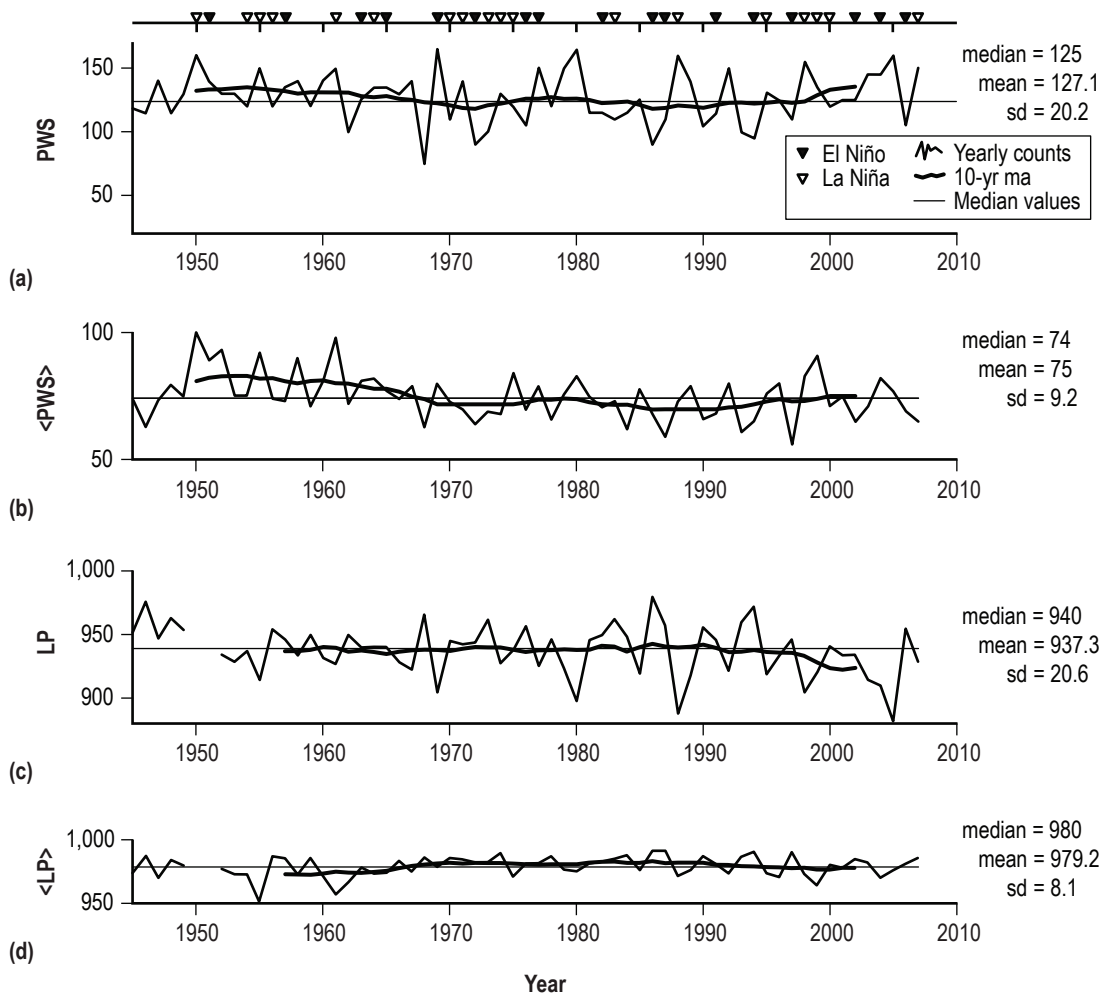 PWS
150
100
50
median = 125
mean = 127.1
sd = 20.2
El Niño
La Niña
Yearly counts
10-yr ma
Median values
1950 1960 1970 1980 1990 2000 2010
(a)
<PWS>
100
50
median = 74
mean = 75
sd = 9.2
1950 1960 1970 1980 1990 2000 2010
(b)
LP
1,000
950
900
median = 940
mean = 937.3
sd = 20.6
1950 1960 1970 1980 1990 2000 2010
(c)
<LP>
1,000
950
median = 980
mean = 979.2
sd = 8.1
1950 1960 1970 1980 1990 2000 2010
(d)
Year